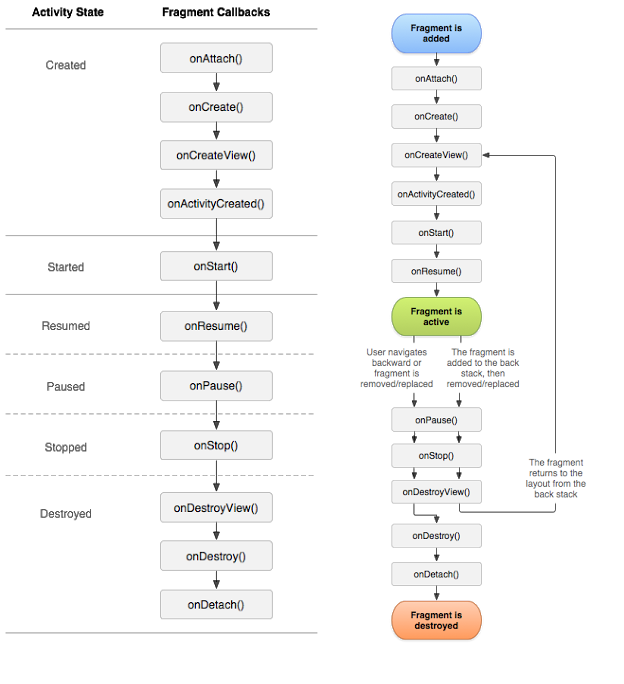 Activity State
Fragment Callbacks
Created
onAttach()
onCreate()
onCreateView()
onActivityCreated()
Started
onStart()
Resumed
onResume()
Paused
onPause()
Stopped
onStop()
Destroyed
onDestroyView()
onDestroy()
onDetach()
Fragment is
added
onAttach()
onCreate()
onCreateView()
onActivityCreated()
onStart()
onResume()
Fragment is
active
User navigates
backward or
fragment is
removed/replaced
The fragment is
added to the back
stack, then
removed/replaced
onPause()
onStop()
onDestroyView()
The fragment
returns to the
layout from the
back stack
onDestroy()
onDetach()
Fragment is
destroyed